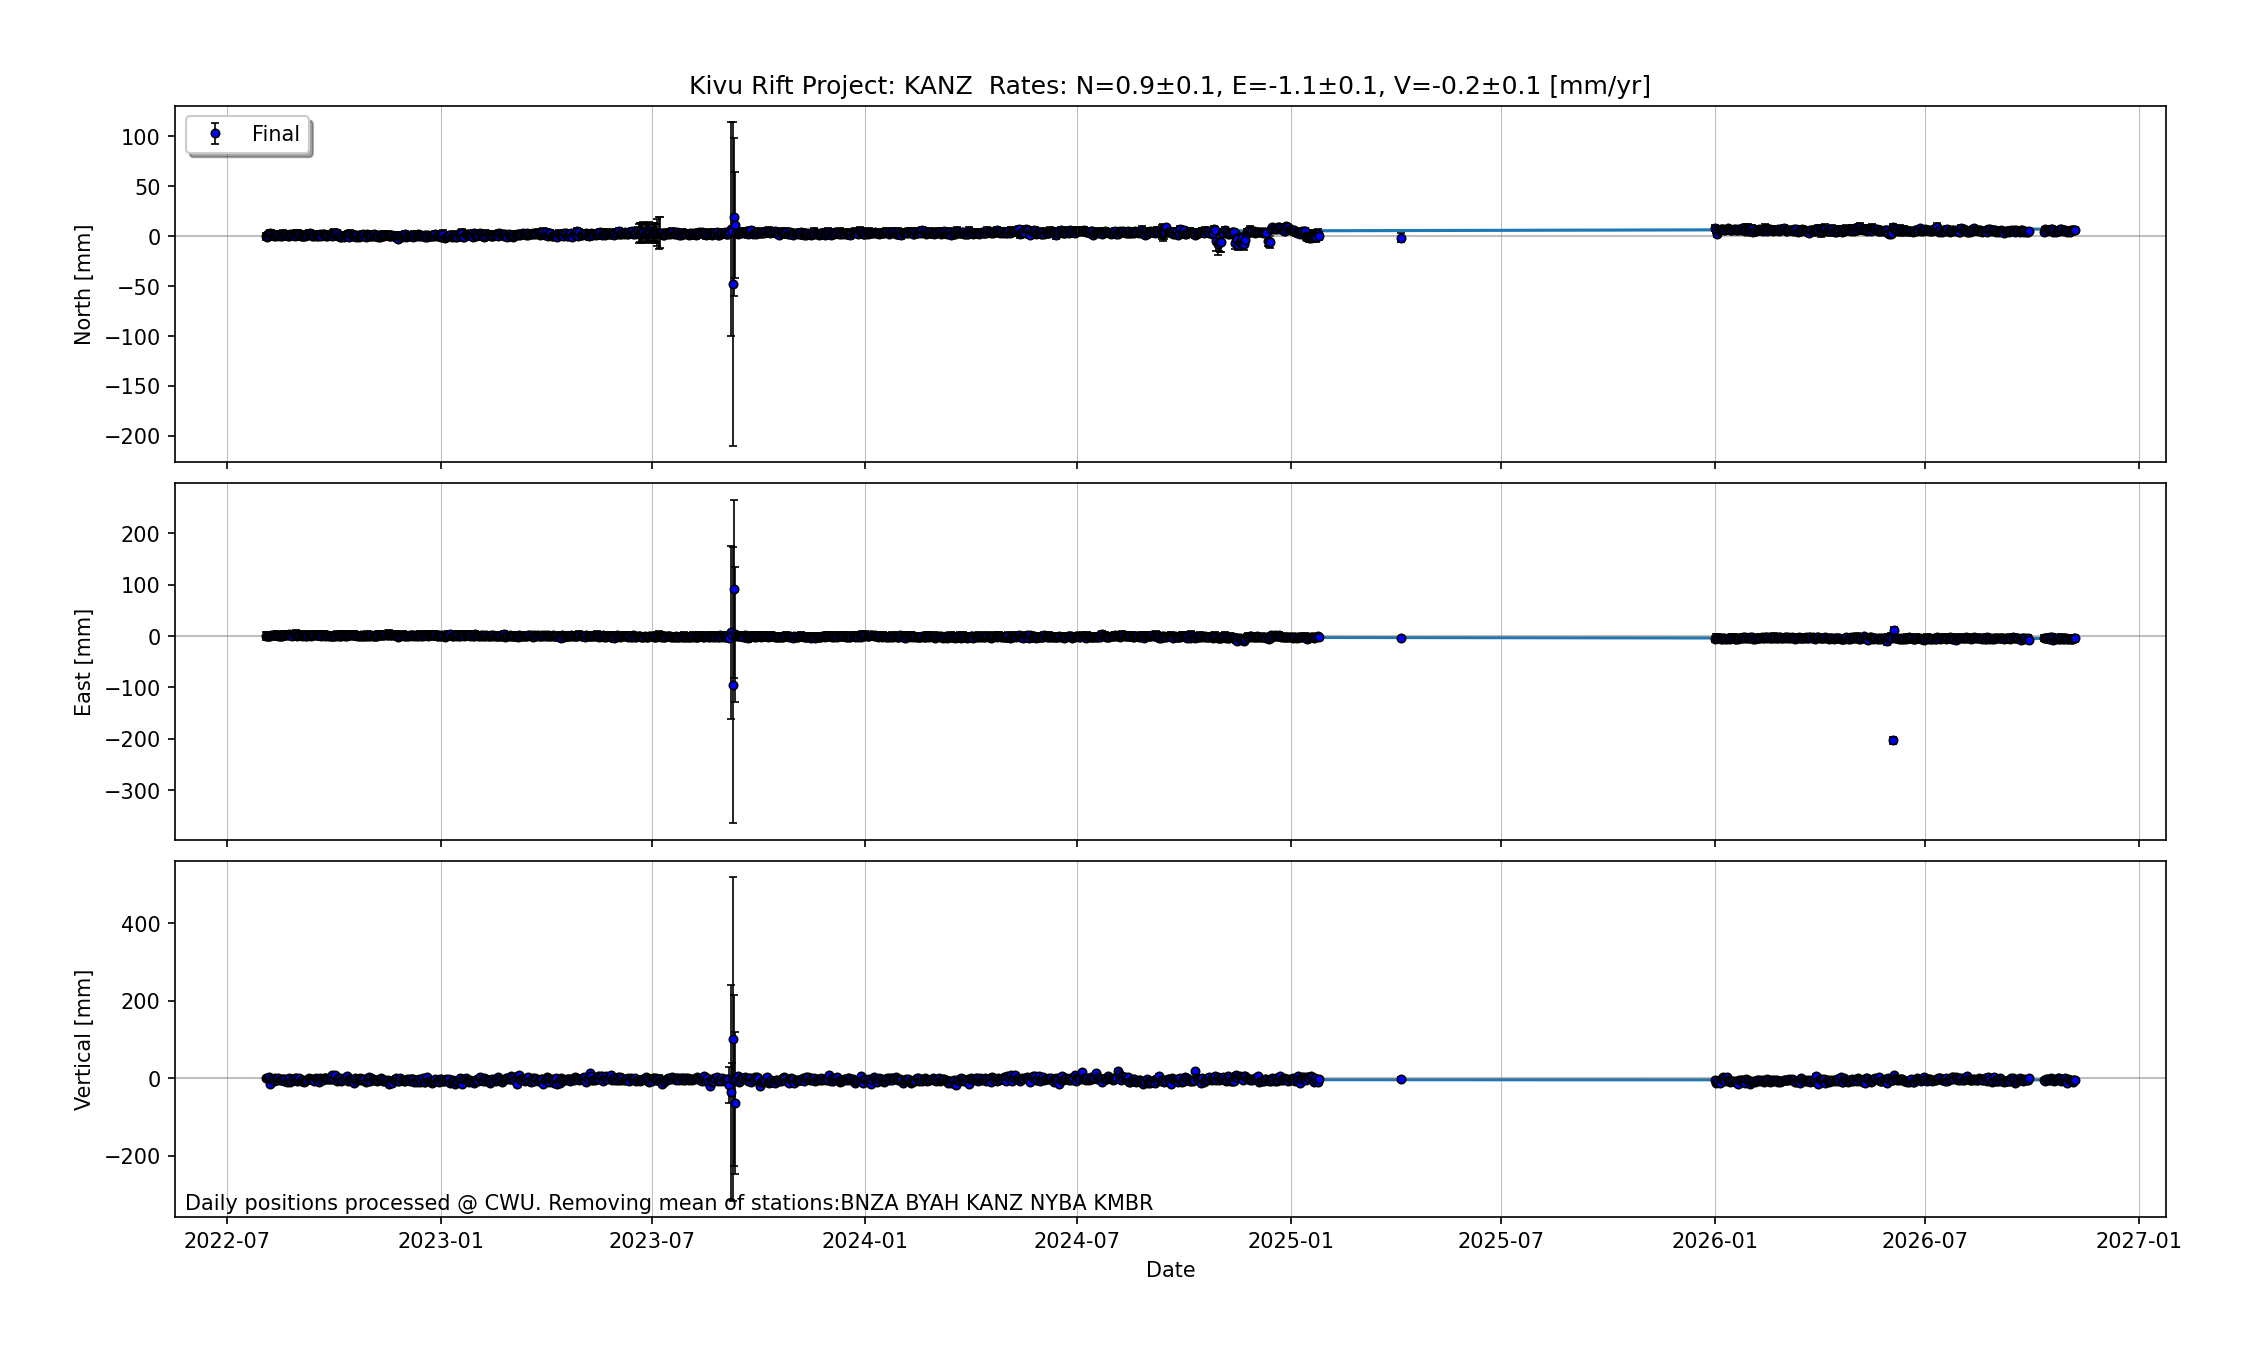 Kivu Rift Project: KANZ  Rates: N=0.9±0.1, E=-1.1±0.1, V=-0.2±0.1 [mm/yr]
Final
100
50
0
−50
−100
−150
−200
North [mm]
200
100
0
−100
−200
−300
East [mm]
400
200
0
−200
Vertical [mm]
Daily positions processed @ CWU. Removing mean of stations:BNZA BYAH KANZ NYBA KMBR
2022-07 2023-01 2023-07 2024-01 2024-07 2025-01 2025-07 2026-01 2026-07 2027-01
Date